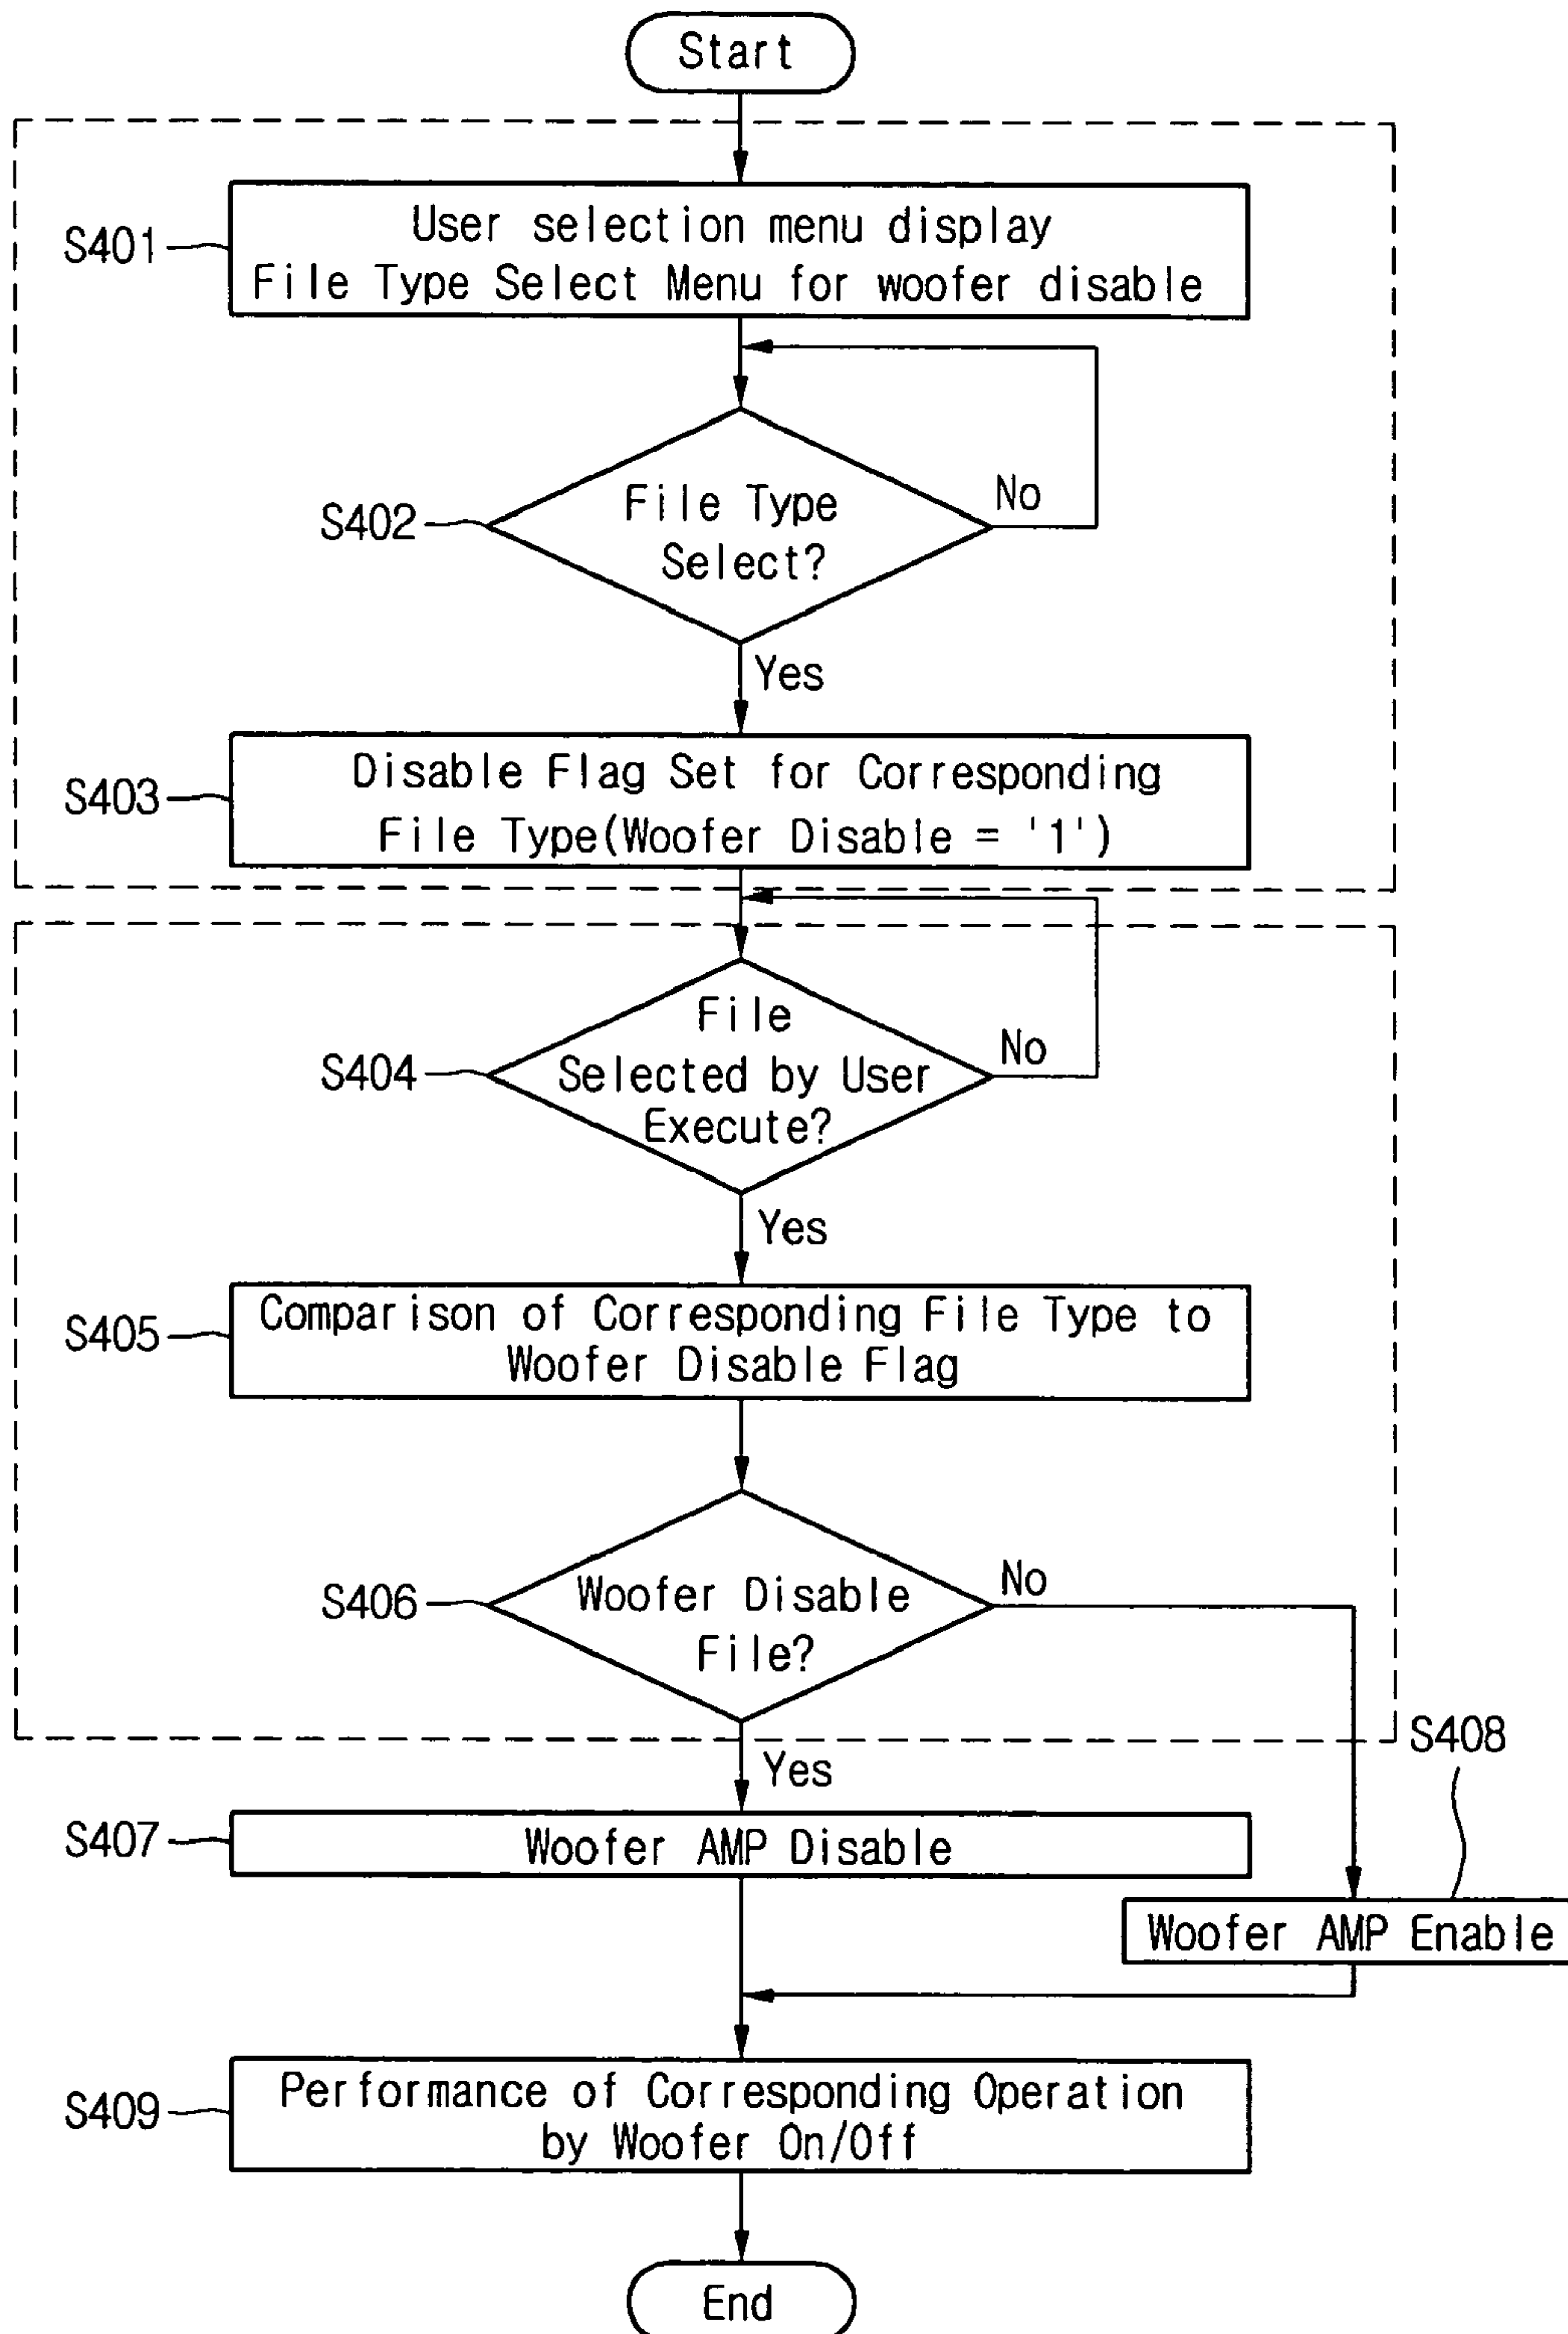 Start
S401
User selection menu display
File Type Select Menu for woofer disable
S402
File Type
Select?
No
Yes
S403
Disable Flag Set for Corresponding
File Type(Woofer Disable = '1')
S404
File
Selected by User
Execute?
No
Yes
S405
Comparison of Corresponding File Type to
Woofer Disable Flag
S406
Woofer Disable
File?
No
Yes
S408
S407
Woofer AMP Disable
Woofer AMP Enable
S409
Performance of Corresponding Operation
by Woofer On/Off
End